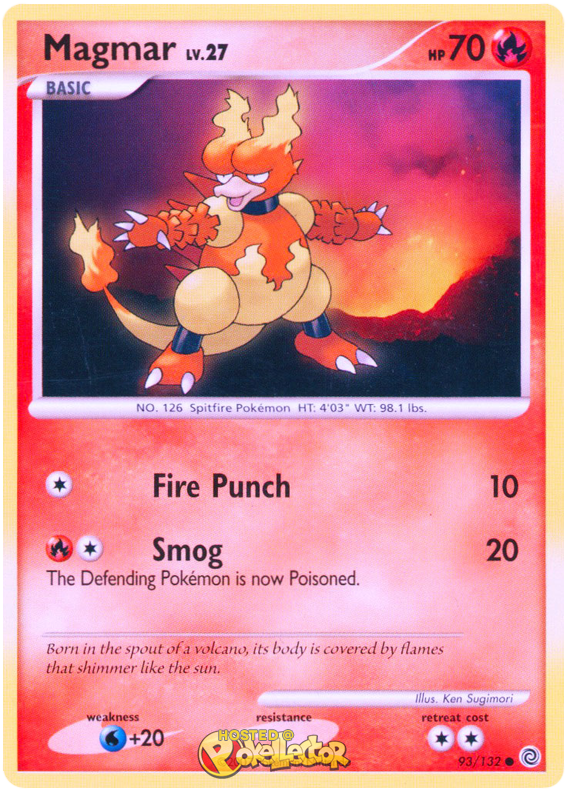 Magmar LV.27
HP 70
BASIC
NO. 126 Spitfire Pokémon HT: 4'03" WT: 98.1 lbs.
Fire Punch 10
Smog 20
The Defending Pokémon is now Poisoned.
Born in the spout of a volcano, its body is covered by flames
that shimmer like the sun.
Illus. Ken Sugimori
weakness resistance retreat cost
+20
HOSTED @
Pokellector
93/132